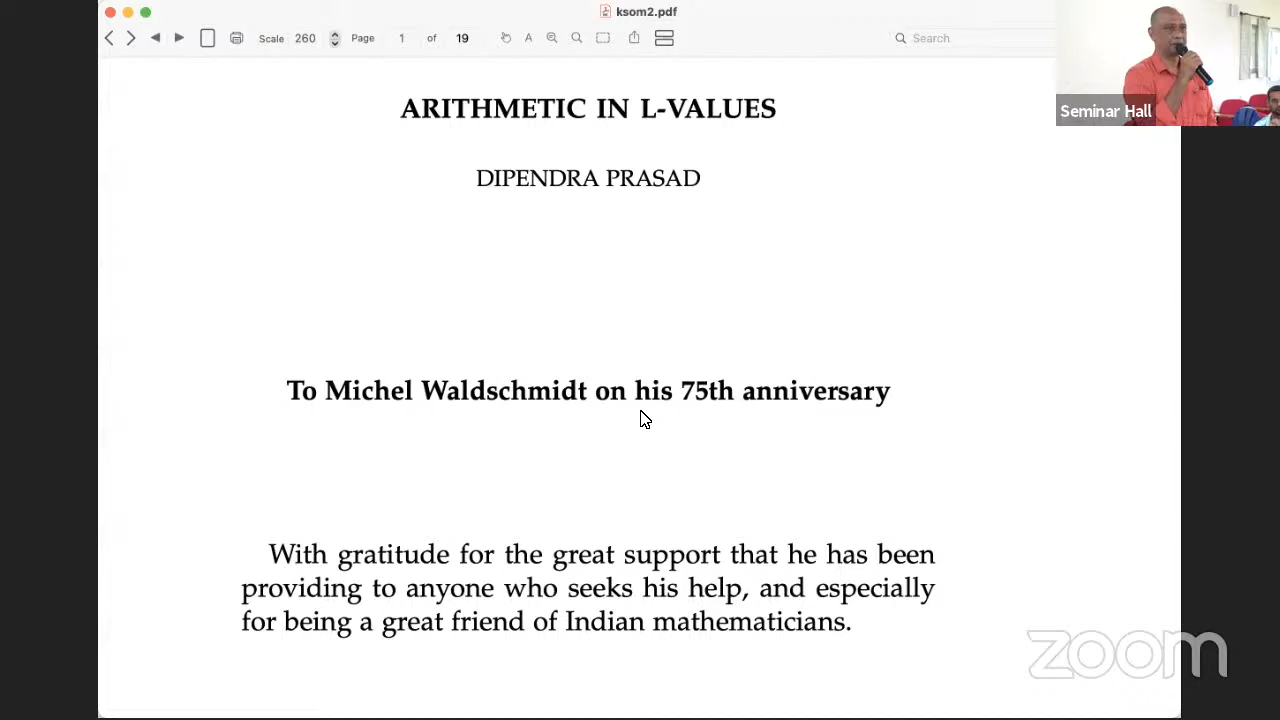 ksom2.pdf
Scale 260 Page 1 of 19 A Search
Seminar Hall
ARITHMETIC IN L-VALUES
DIPENDRA PRASAD
To Michel Waldschmidt on his 75th anniversary
With gratitude for the great support that he has been
providing to anyone who seeks his help, and especially
for being a great friend of Indian mathematicians.
zoom